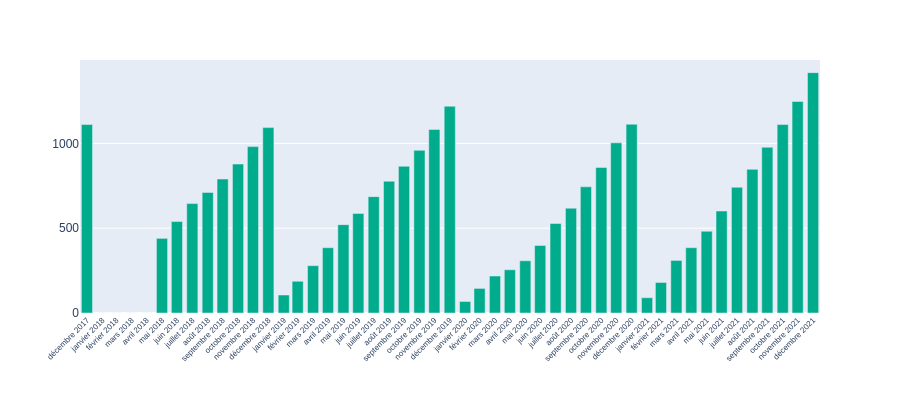 1000
500
0
décembre 2017
janvier 2018
février 2018
mars 2018
avril 2018
mai 2018
juin 2018
juillet 2018
août 2018
septembre 2018
octobre 2018
novembre 2018
décembre 2018
janvier 2019
février 2019
mars 2019
avril 2019
mai 2019
juin 2019
juillet 2019
août 2019
septembre 2019
octobre 2019
novembre 2019
décembre 2019
janvier 2020
février 2020
mars 2020
avril 2020
mai 2020
juin 2020
juillet 2020
août 2020
septembre 2020
octobre 2020
novembre 2020
décembre 2020
janvier 2021
février 2021
mars 2021
avril 2021
mai 2021
juin 2021
juillet 2021
août 2021
septembre 2021
octobre 2021
novembre 2021
décembre 2021